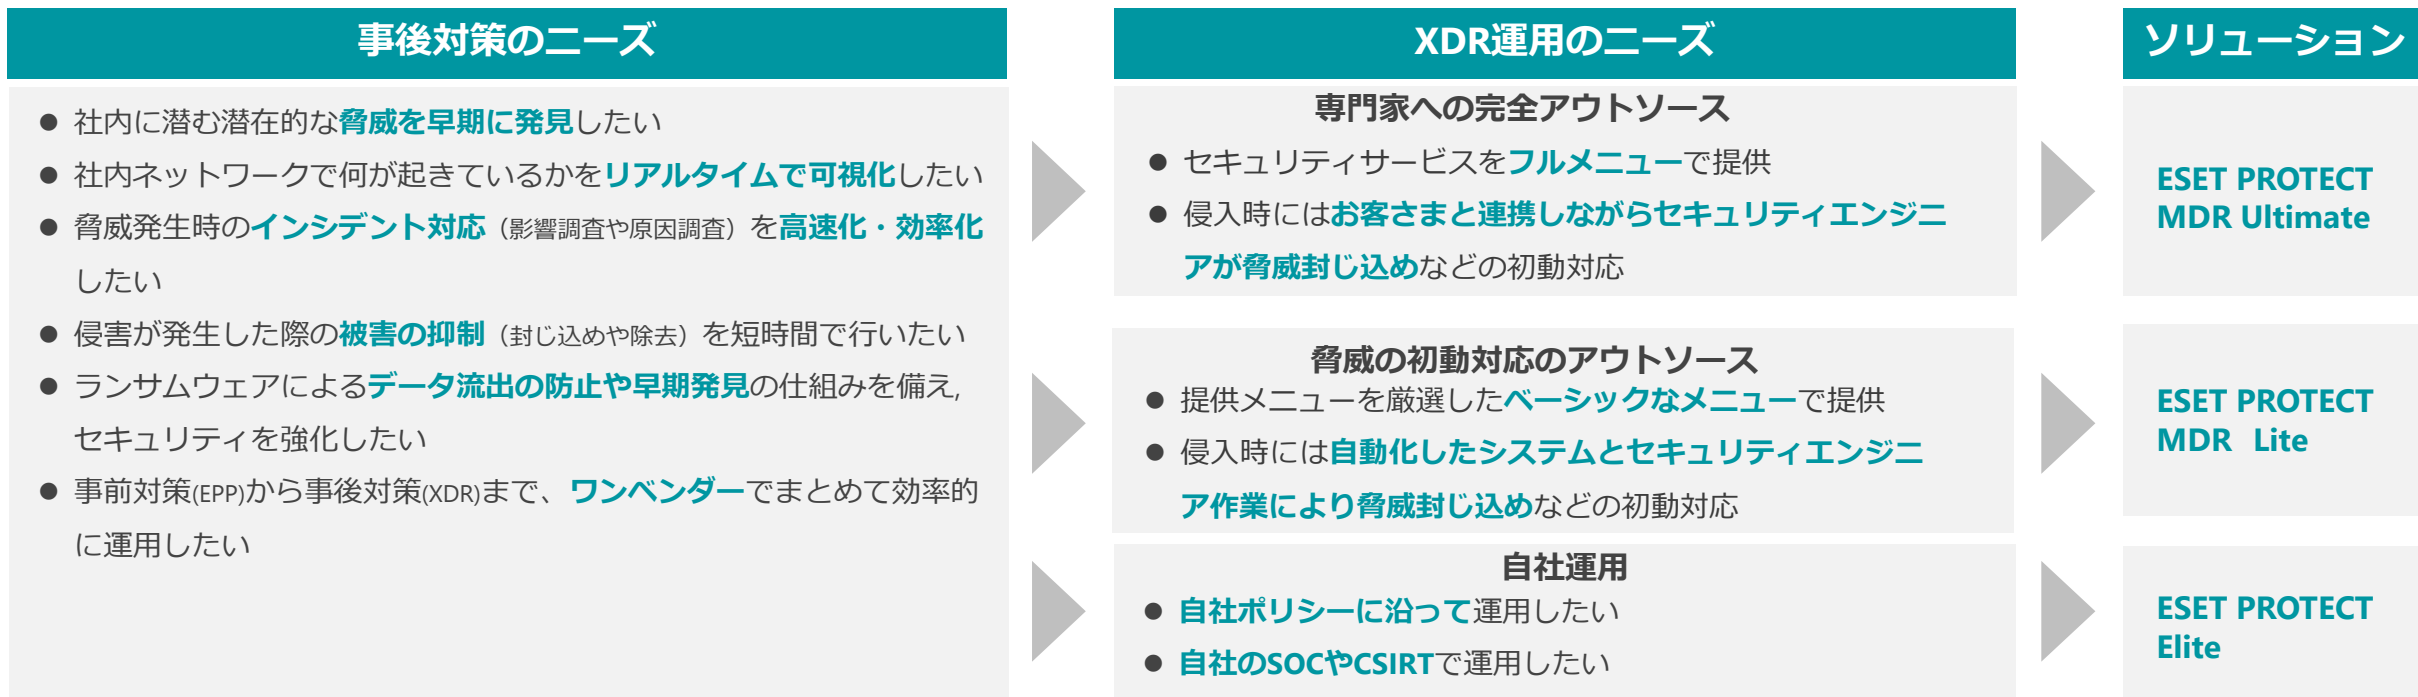 事後対策のニーズ
● 社内に潜む潜在的な脅威を早期に発見したい
● 社内ネットワークで何が起きているかをリアルタイムで可視化したい
● 脅威発生時のインシデント対応（影響調査や原因調査）を高速化・効率化
したい
● 侵害が発生した際の被害の抑制（封じ込めや除去）を短時間で行いたい
● ランサムウェアによるデータ流出の防止や早期発見の仕組みを備え,
セキュリティを強化したい
● 事前対策(EPP)から事後対策(XDR)まで、ワンベンダーでまとめて効率的
に運用したい
XDR運用のニーズ
専門家への完全アウトソース
● セキュリティサービスをフルメニューで提供
● 侵入時にはお客さまと連携しながらセキュリティエンジニ
アが脅威封じ込めなどの初動対応
脅威の初動対応のアウトソース
● 提供メニューを厳選したベーシックなメニューで提供
● 侵入時には自動化したシステムとセキュリティエンジニ
ア作業により脅威封じ込めなどの初動対応
自社運用
● 自社ポリシーに沿って運用したい
● 自社のSOCやCSIRTで運用したい
ソリューション
ESET PROTECT
MDR Ultimate
ESET PROTECT
MDR Lite
ESET PROTECT
Elite